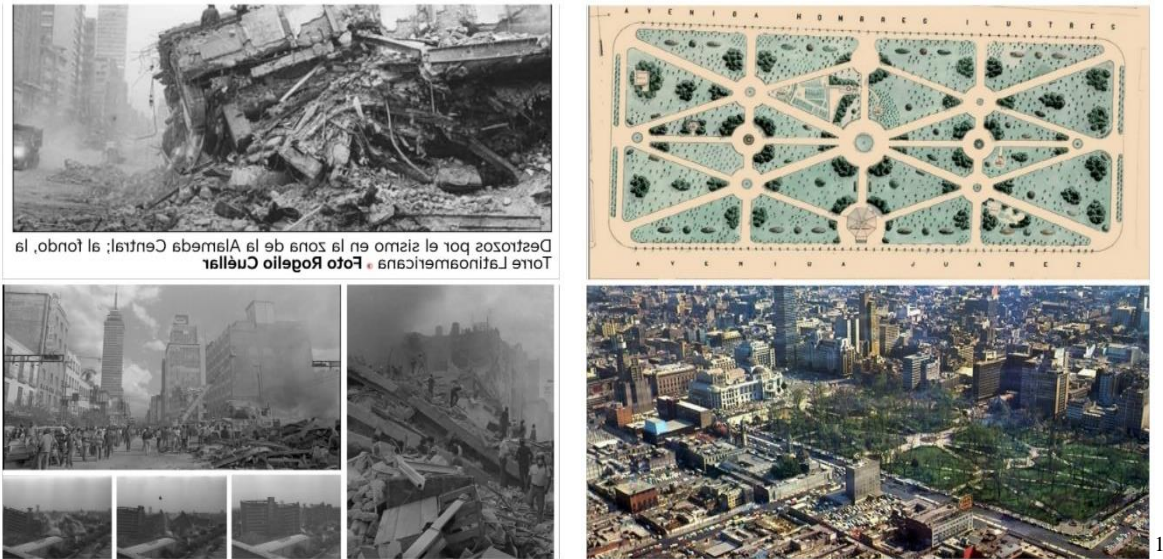 Destrozos por el sismo en la zona de la Alameda Central; al fondo, la
Torre Latinoamericana • Foto Rogelio Cuéllar
AVENIDA HOMBRES ILUSTRES
AVENIDA JUAREZ
1